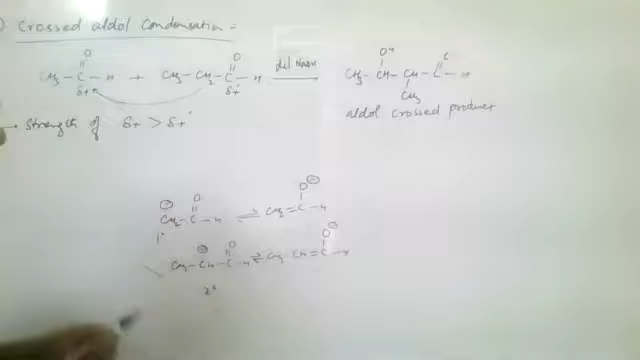 Crossed aldol Condensation =
O O OH O
CH3 - C - H + CH3 - CH2 - C - H dil NaOH CH3 - CH - CH - C - H
δ+ δ+' CH3
aldol crossed product
→ Strength of δ+ > δ+'
O O
CH2 - C - H ⇌ CH2 = C - H
1°
O O
CH3 - CH - C - H ⇌ CH3 CH = C - H
2°